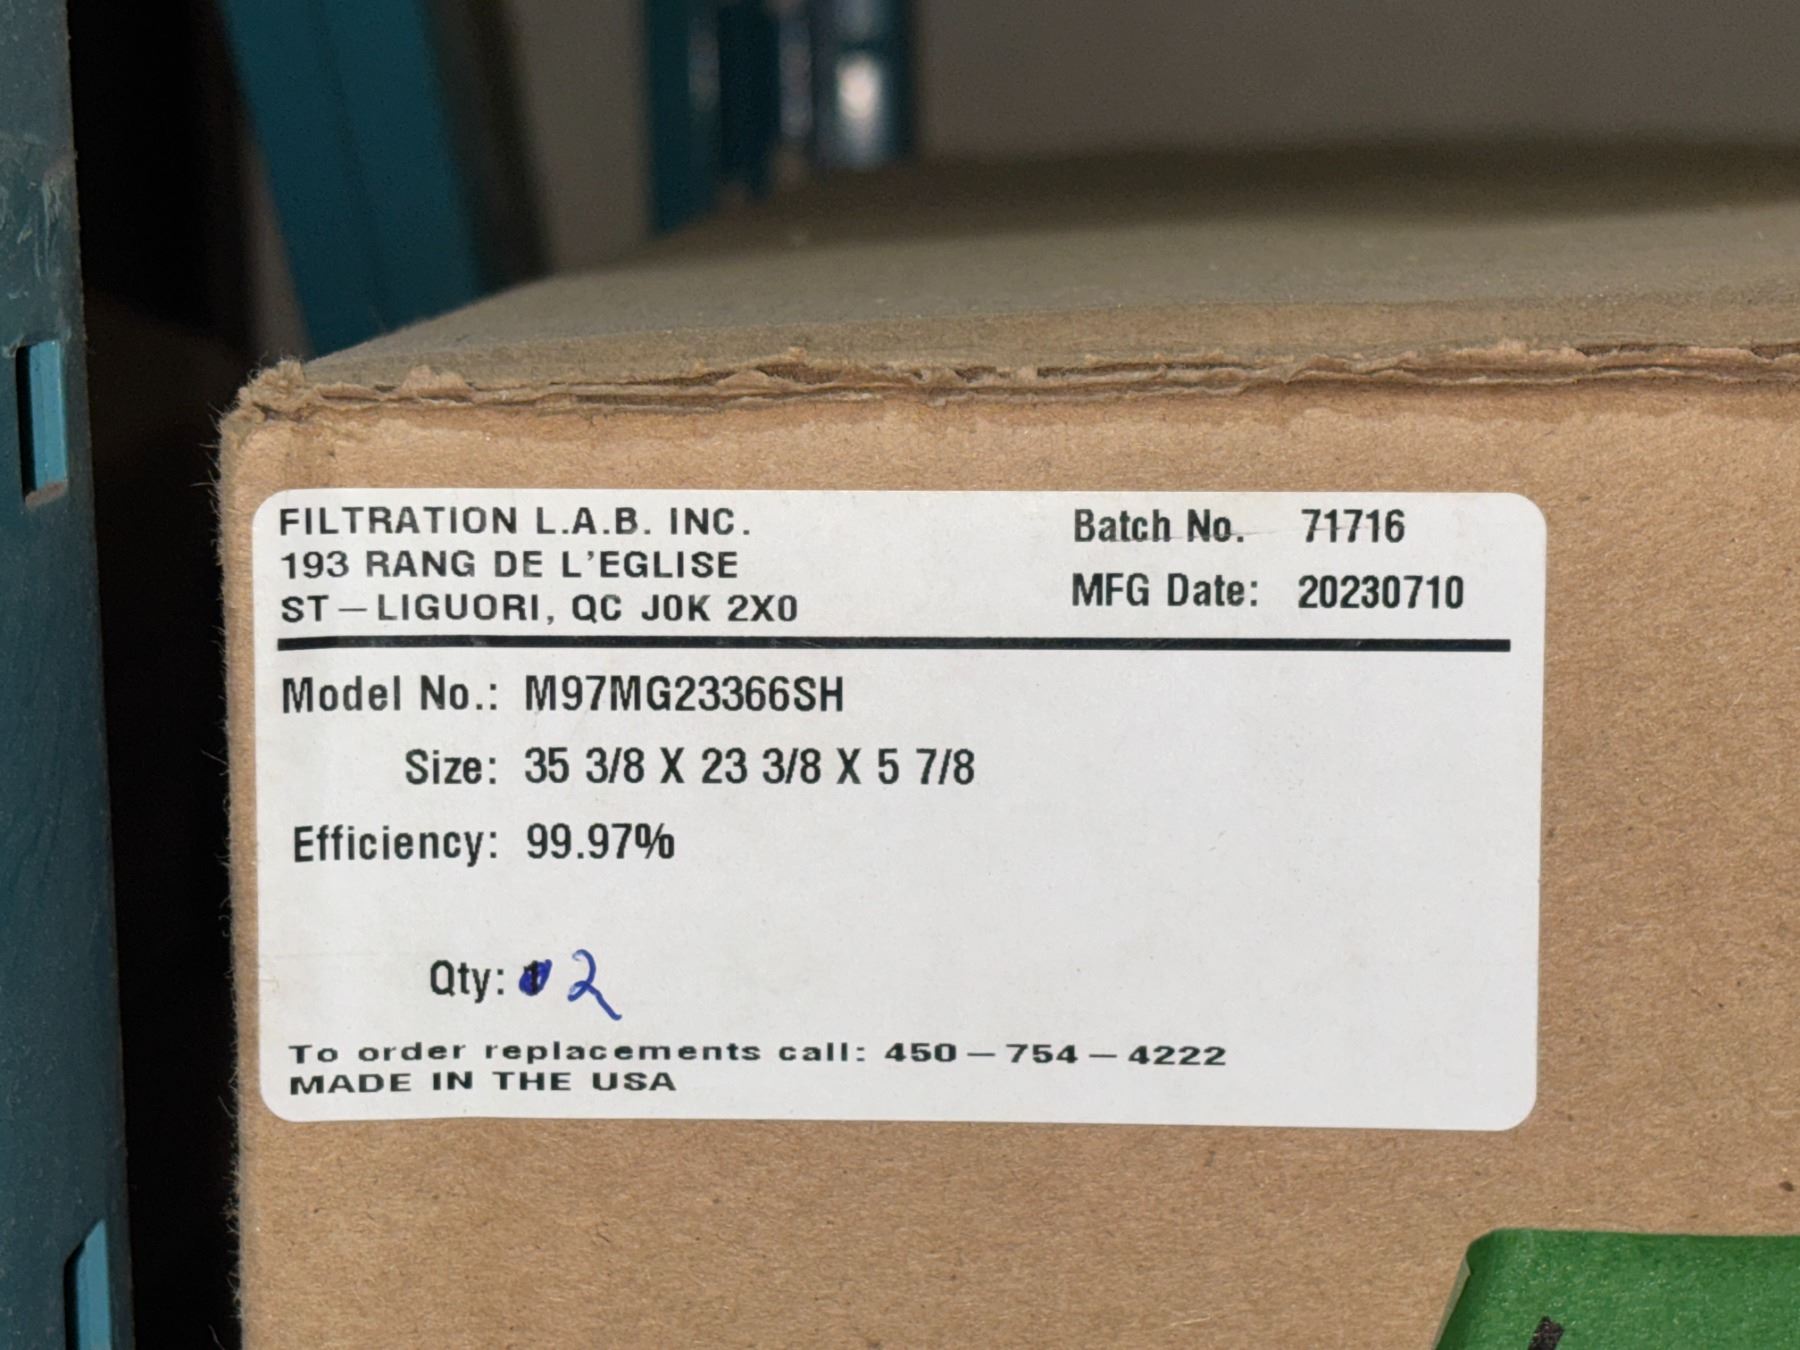 FILTRATION L.A.B. INC.
193 RANG DE L'EGLISE
ST-LIGUORI, QC J0K 2X0
Batch No. 71716
MFG Date: 20230710
Model No.: M97MG23366SH
Size: 35 3/8 X 23 3/8 X 5 7/8
Efficiency: 99.97%
Qty: 2
To order replacements call: 450-754-4222
MADE IN THE USA